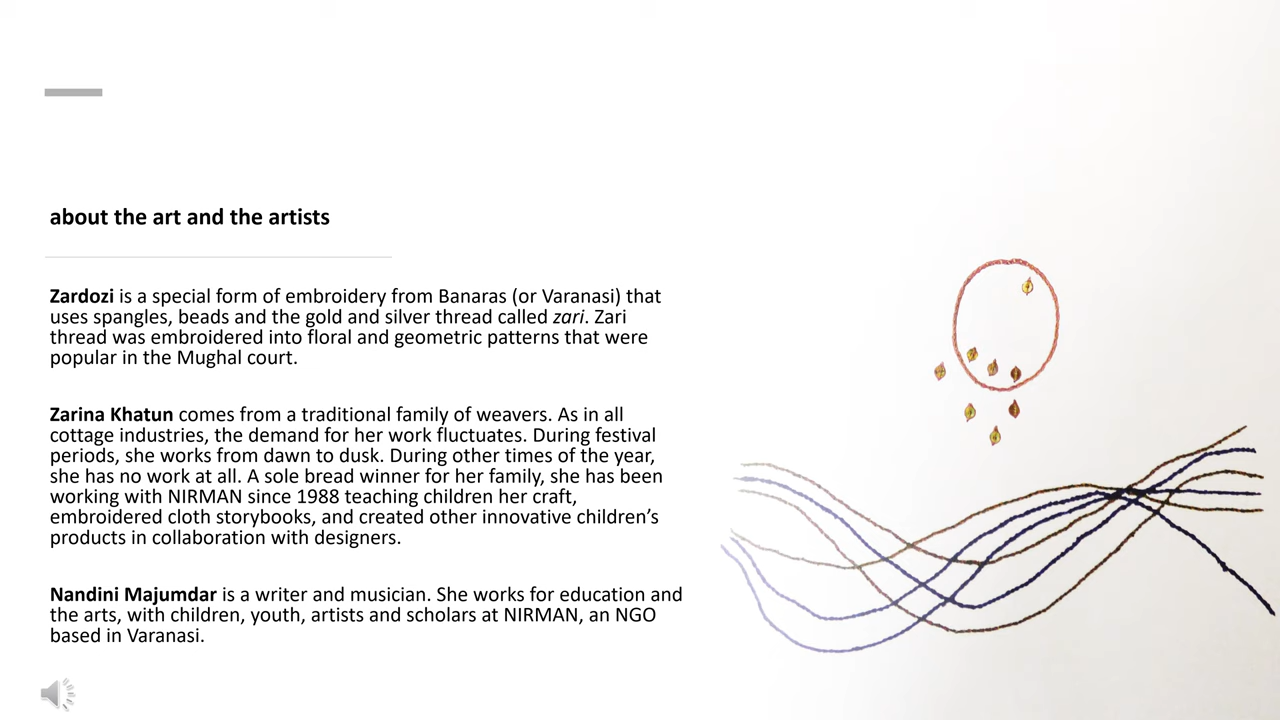 about the art and the artists
Zardozi is a special form of embroidery from Banaras (or Varanasi) that
uses spangles, beads and the gold and silver thread called zari. Zari
thread was embroidered into floral and geometric patterns that were
popular in the Mughal court.
Zarina Khatun comes from a traditional family of weavers. As in all
cottage industries, the demand for her work fluctuates. During festival
periods, she works from dawn to dusk. During other times of the year,
she has no work at all. A sole bread winner for her family, she has been
working with NIRMAN since 1988 teaching children her craft,
embroidered cloth storybooks, and created other innovative children’s
products in collaboration with designers.
Nandini Majumdar is a writer and musician. She works for education and
the arts, with children, youth, artists and scholars at NIRMAN, an NGO
based in Varanasi.